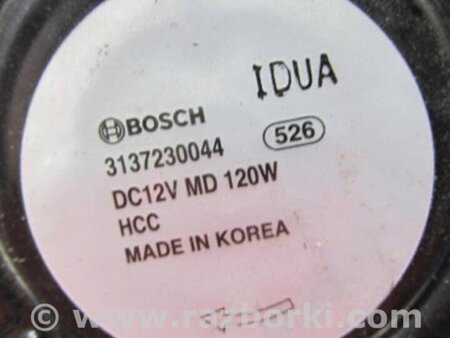 IDUA
BOSCH
3137230044
526
DC12V MD 120W
HCC
MADE IN KOREA
© www.razborki.com